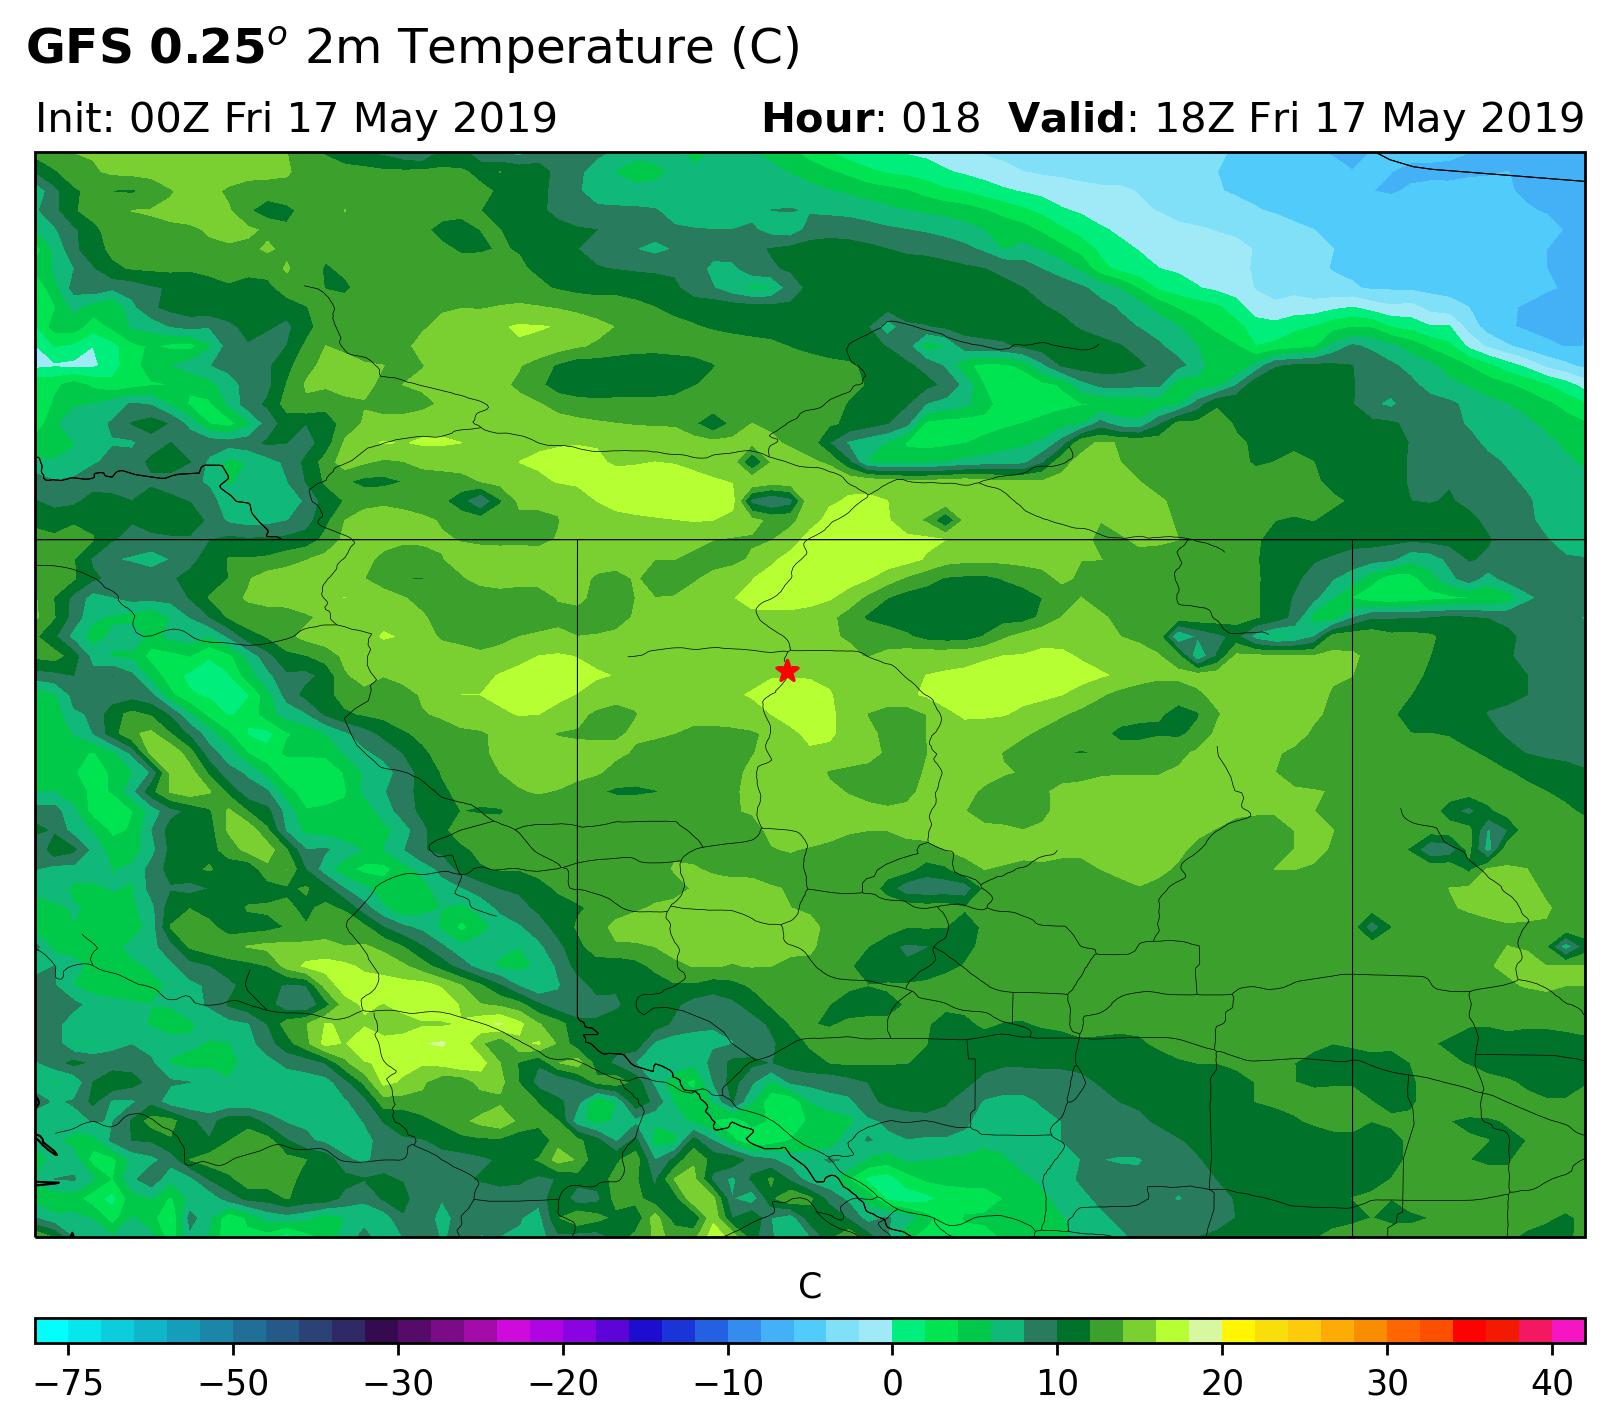 GFS 0.25° 2m Temperature (C)
Init: 00Z Fri 17 May 2019 Hour: 018 Valid: 18Z Fri 17 May 2019
C
−75 −50 −30 −20 −10 0 10 20 30 40